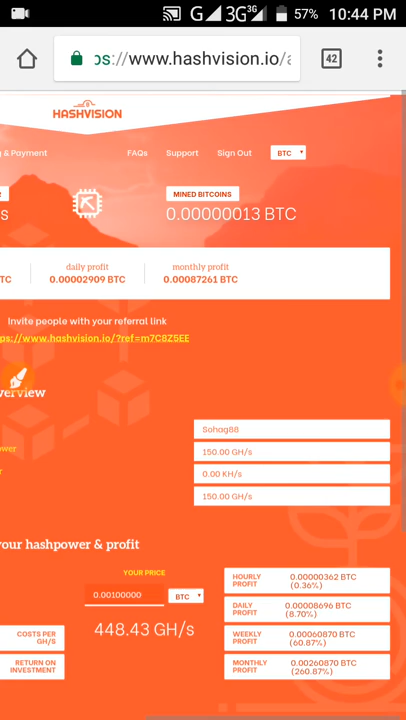 G 3G 3G 57% 10:44 PM
ps://www.hashvision.io/a
42
HASHVISION
g & Payment FAQs Support Sign Out BTC
R MINED BITCOINS
s 0.00000013 BTC
daily profit monthly profit
TC 0.00002909 BTC 0.00087261 BTC
Invite people with your referral link
ps://www.hashvision.io/?ref=m7C8Z5EE
verview
Sohag88
ower 150.00 GH/s
r 0.00 KH/s
150.00 GH/s
your hashpower & profit
YOUR PRICE
0.00100000 BTC
448.43 GH/s
COSTS PER
GH/S
RETURN ON
INVESTMENT
HOURLY PROFIT 0.00000362 BTC
(0.36%)
DAILY PROFIT 0.00008696 BTC
(8.70%)
WEEKLY PROFIT 0.00060870 BTC
(60.87%)
MONTHLY PROFIT 0.00260870 BTC
(260.87%)